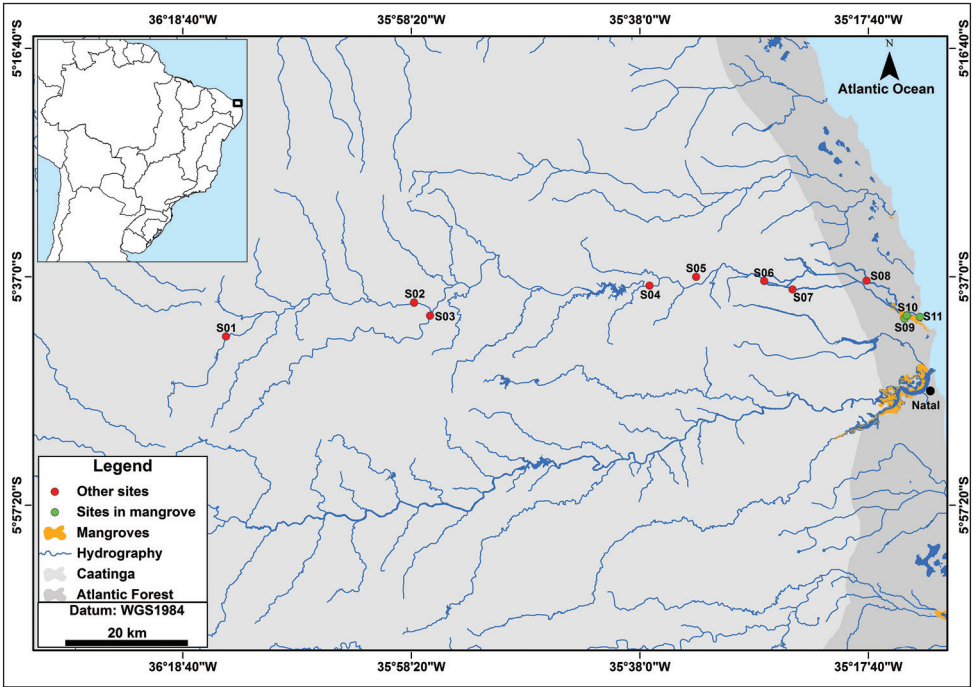 36°18'40"W 35°58'20"W 35°38'0"W 35°17'40"W
5°16'40"S 5°16'40"S
N
Atlantic Ocean
5°37'0"S 5°37'0"S
S01
S02
S03
S04
S05
S06
S07
S08
S10
S09
S11
Natal
5°57'20"S 5°57'20"S
Legend
Other sites
Sites in mangrove
Mangroves
Hydrography
Caatinga
Atlantic Forest
Datum: WGS1984
20 km
36°18'40"W 35°58'20"W 35°38'0"W 35°17'40"W